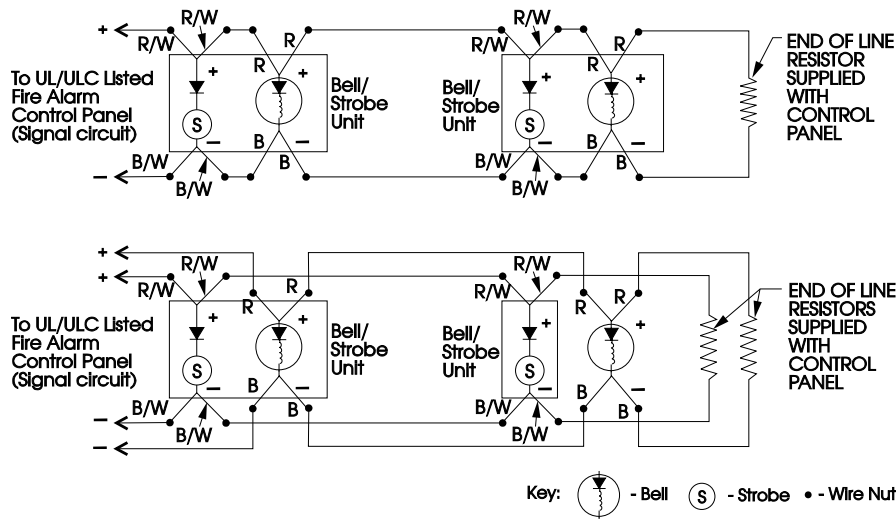 R/W
+
R/W
R
R
+
+
To UL/ULC Listed
Fire Alarm
Control Panel
(Signal circuit)
S
Bell/
Strobe
Unit
B/W
B
B
–
–
B/W
–
R/W
R/W
R
R
+
+
Bell/
Strobe
Unit
S
B/W
B
B
–
–
B/W
END OF LINE
RESISTOR
SUPPLIED
WITH
CONTROL
PANEL
+
+
R/W
R/W
R
R
+
+
To UL/ULC Listed
Fire Alarm
Control Panel
(Signal circuit)
S
Bell/
Strobe
Unit
B/W
B
B
–
–
B/W
–
–
R/W
R/W
R
R
+
+
Bell/
Strobe
Unit
S
B/W
B
B
–
–
B/W
END OF LINE
RESISTORS
SUPPLIED
WITH
CONTROL
PANEL
Key: - Bell S - Strobe • - Wire Nut